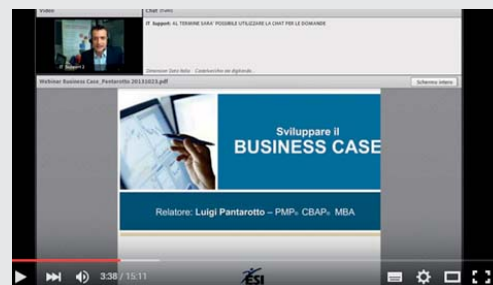 Video
Chat
IT Support: AL TERMINE SARA' POSSIBILE UTILIZZARE LA CHAT PER LE DOMANDE
IT Support 2
Webinar Business Case_Pantarotto 20131023.pdf
Schermo intero
Sviluppare il
BUSINESS CASE
Relatore: Luigi Pantarotto – PMP® CBAP® MBA
3:38 / 15:11
ESI